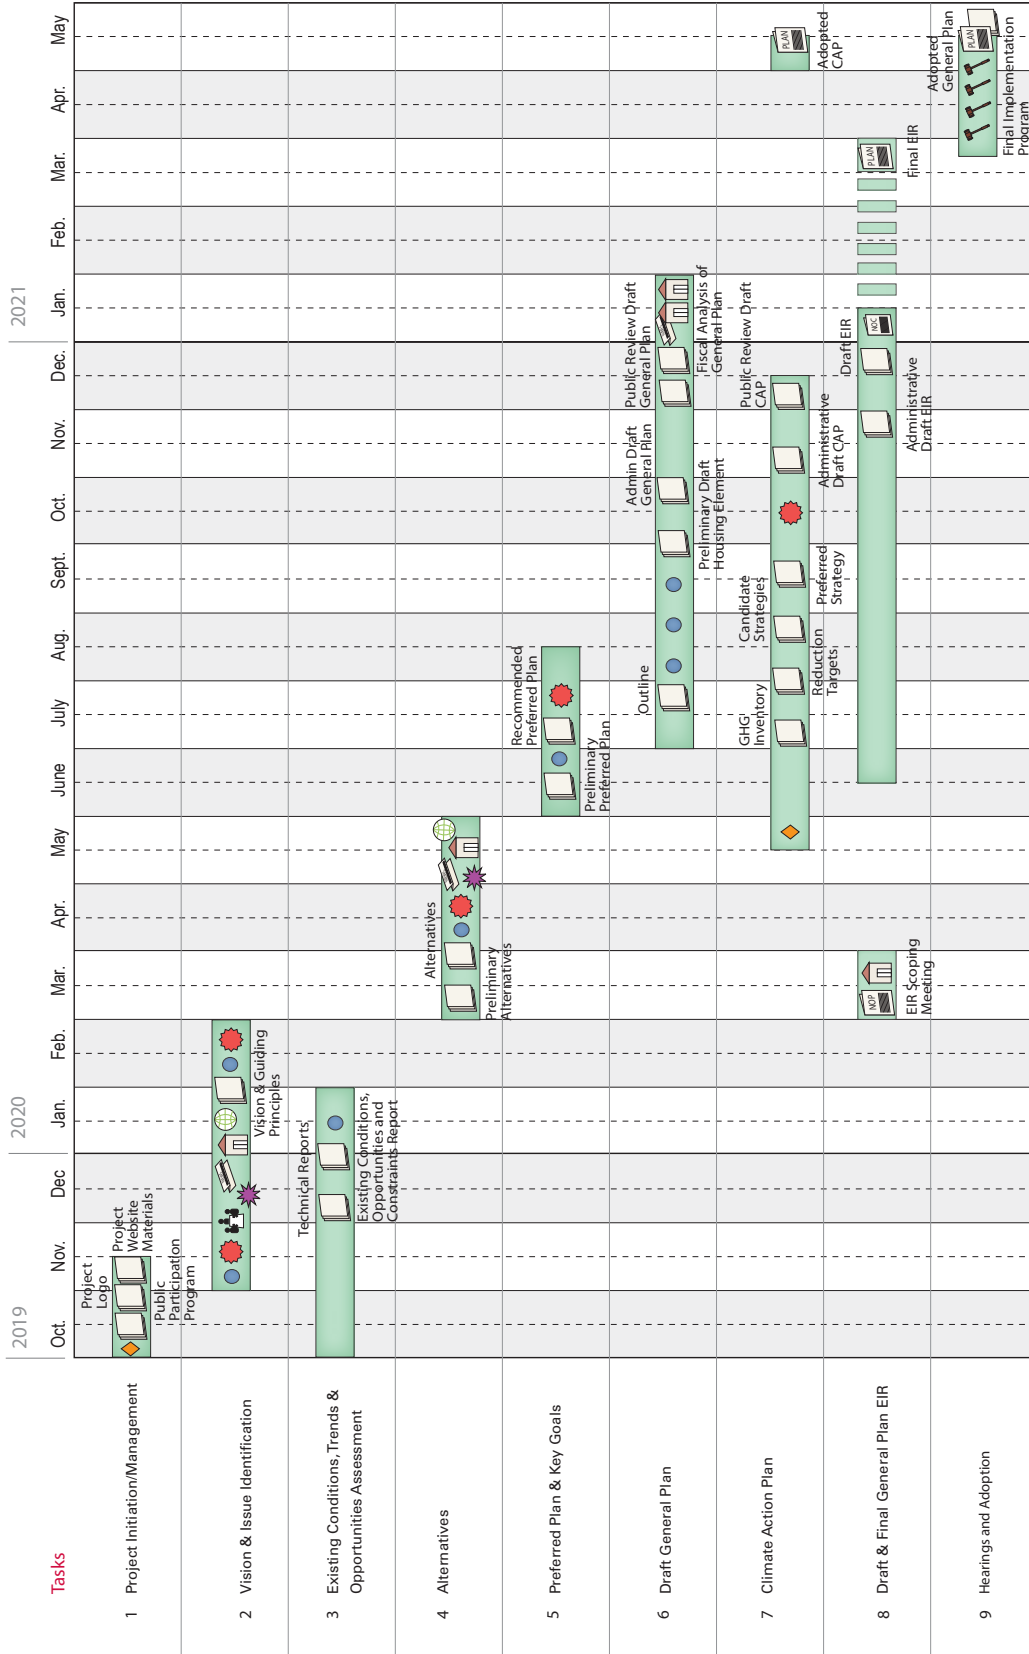 2019
2020
2021
Tasks
Oct.
Nov.
Dec
Jan.
Feb.
Mar.
Apr.
May
June
July
Aug.
Sept.
Oct.
Nov.
Dec.
Jan.
Feb.
Mar.
Apr.
May
1 Project Initiation/Management
Project
Logo
Project
Website
Materials
Public
Participation
Program
2 Vision & Issue Identification
Vision & Guiding
Principles
3 Existing Conditions, Trends &
Opportunities Assessment
Technical Reports
Existing Conditions,
Opportunities and
Constraints Report
4 Alternatives
Alternatives
Preliminary
Alternatives
5 Preferred Plan & Key Goals
Recommended
Preferred Plan
Preliminary
Preferred Plan
6 Draft General Plan
Outline
Admin Draft
General Plan
Public Review Draft
General Plan
Preliminary Draft
Housing Element
Fiscal Analysis of
General Plan
7 Climate Action Plan
GHG
Inventory
Candidate
Strategies
Public Review Draft
CAP
Reduction
Targets
Preferred
Strategy
Administrative
Draft CAP
PLAN
Adopted
CAP
8 Draft & Final General Plan EIR
NOP
EIR Scoping
Meeting
Draft EIR
NOC
Administrative
Draft EIR
PLAN
Final EIR
9 Hearings and Adoption
Adopted
General Plan
PLAN
Final Implementation
Program